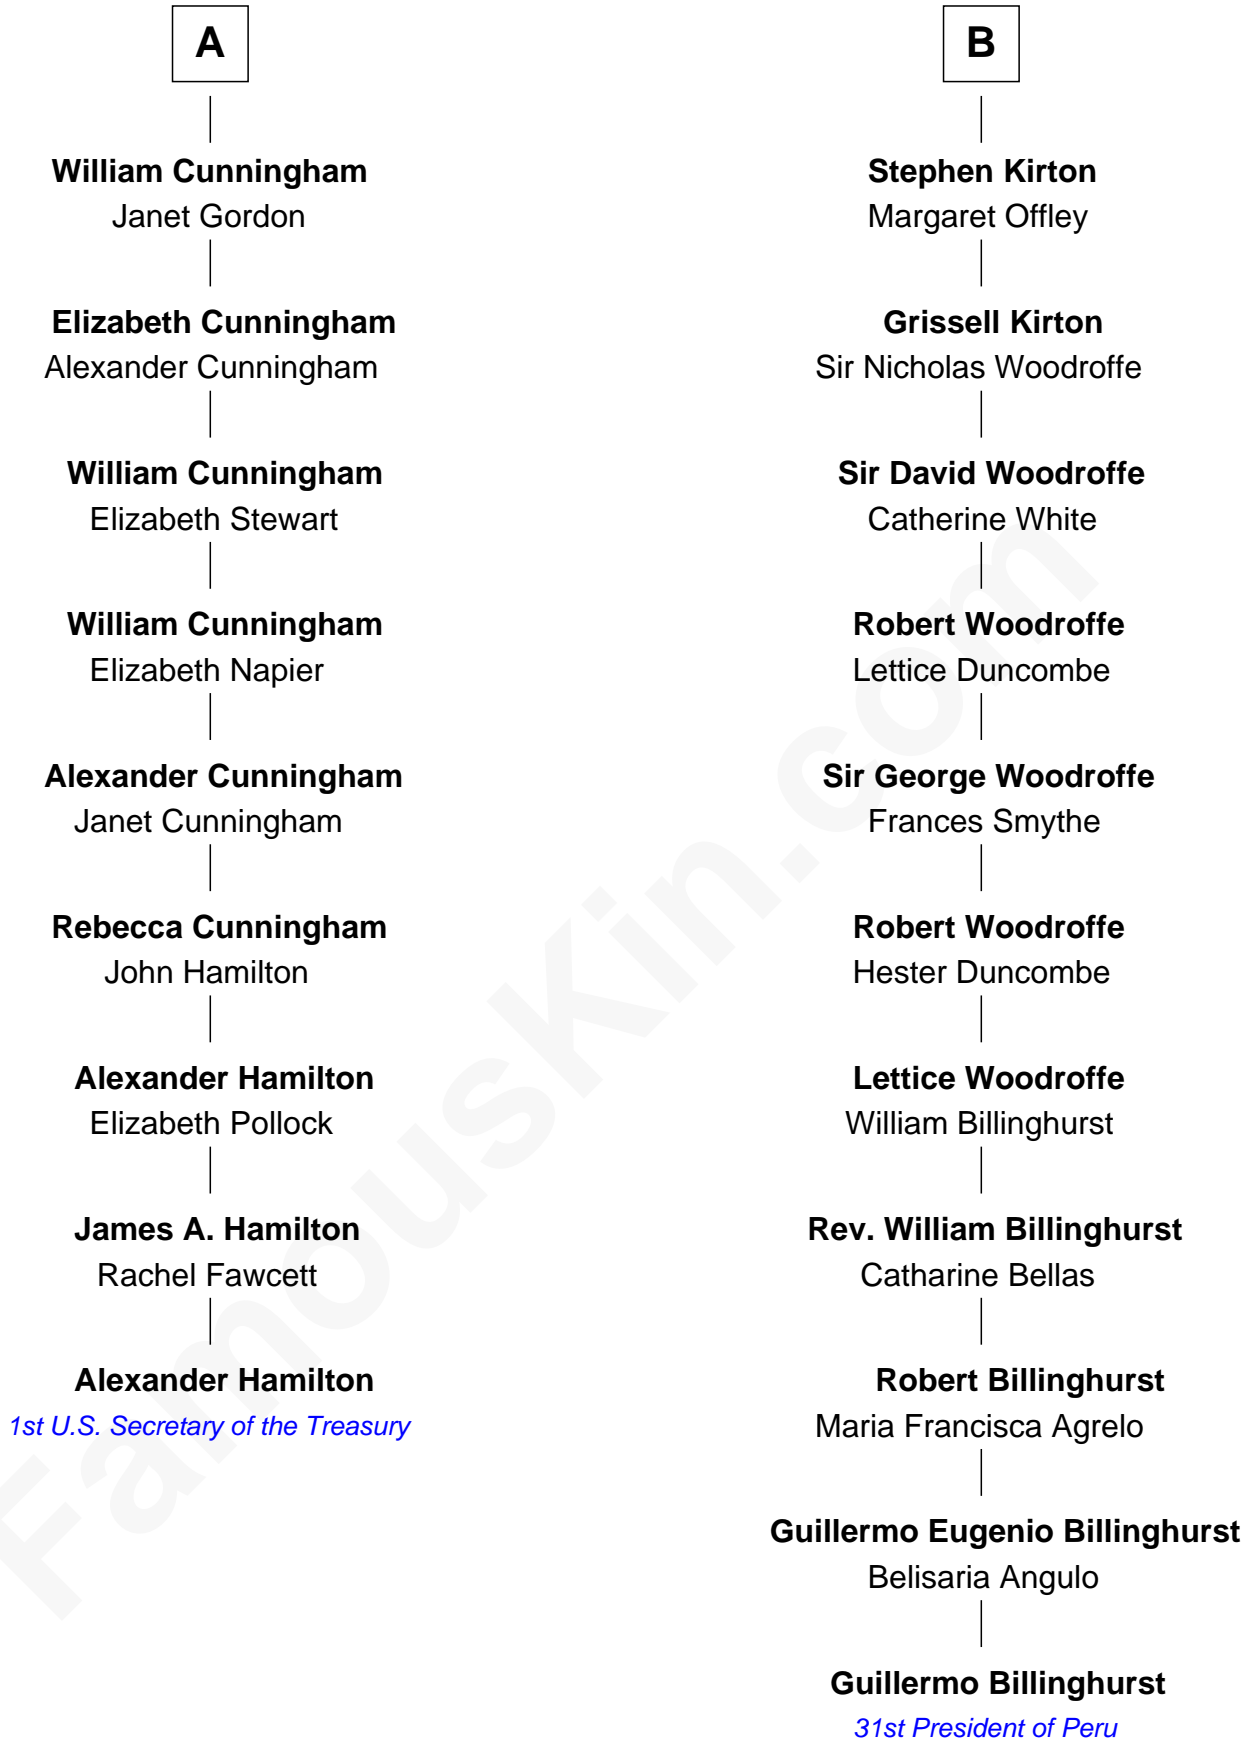 A
William Cunningham
Janet Gordon
Elizabeth Cunningham
Alexander Cunningham
William Cunningham
Elizabeth Stewart
William Cunningham
Elizabeth Napier
Alexander Cunningham
Janet Cunningham
Rebecca Cunningham
John Hamilton
Alexander Hamilton
Elizabeth Pollock
James A. Hamilton
Rachel Fawcett
Alexander Hamilton
1st U.S. Secretary of the Treasury
B
Stephen Kirton
Margaret Offley
Grissell Kirton
Sir Nicholas Woodroffe
Sir David Woodroffe
Catherine White
Robert Woodroffe
Lettice Duncombe
Sir George Woodroffe
Frances Smythe
Robert Woodroffe
Hester Duncombe
Lettice Woodroffe
William Billinghurst
Rev. William Billinghurst
Catharine Bellas
Robert Billinghurst
Maria Francisca Agrelo
Guillermo Eugenio Billinghurst
Belisaria Angulo
Guillermo Billinghurst
31st President of Peru
FamousKin.com